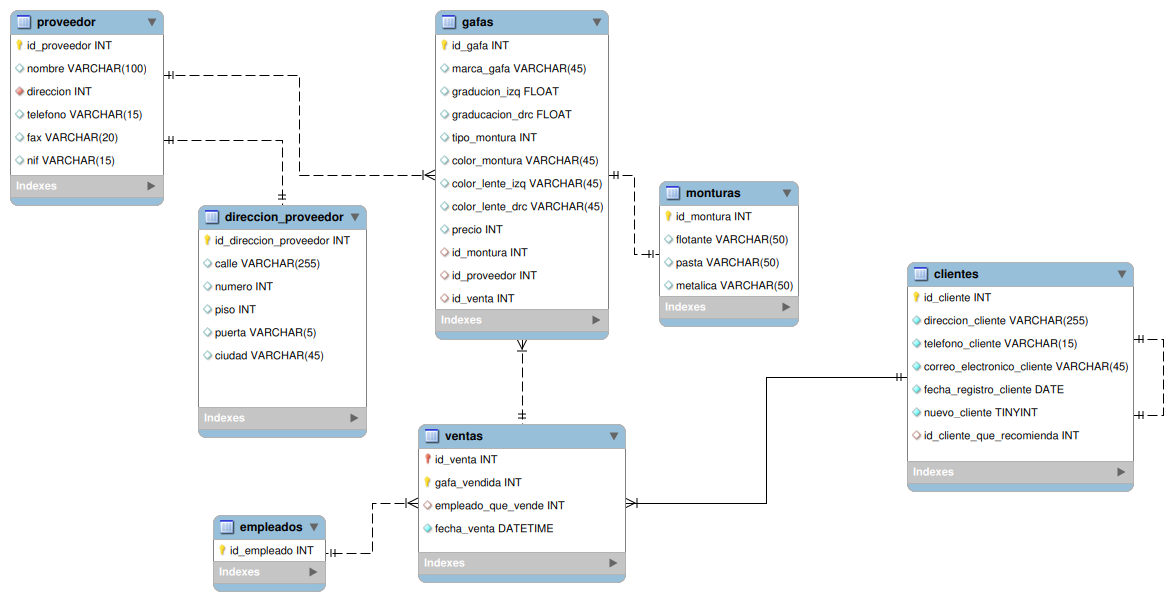 proveedor
id_proveedor INT
nombre VARCHAR(100)
direccion INT
telefono VARCHAR(15)
fax VARCHAR(20)
nif VARCHAR(15)
Indexes
direccion_proveedor
id_direccion_proveedor INT
calle VARCHAR(255)
numero INT
piso INT
puerta VARCHAR(5)
ciudad VARCHAR(45)
Indexes
gafas
id_gafa INT
marca_gafa VARCHAR(45)
graducion_izq FLOAT
graducacion_drc FLOAT
tipo_montura INT
color_montura VARCHAR(45)
color_lente_izq VARCHAR(45)
color_lente_drc VARCHAR(45)
precio INT
id_montura INT
id_proveedor INT
id_venta INT
Indexes
monturas
id_montura INT
flotante VARCHAR(50)
pasta VARCHAR(50)
metalica VARCHAR(50)
Indexes
clientes
id_cliente INT
direccion_cliente VARCHAR(255)
telefono_cliente VARCHAR(15)
correo_electronico_cliente VARCHAR(45)
fecha_registro_cliente DATE
nuevo_cliente TINYINT
id_cliente_que_recomienda INT
Indexes
ventas
id_venta INT
gafa_vendida INT
empleado_que_vende INT
fecha_venta DATETIME
Indexes
empleados
id_empleado INT
Indexes